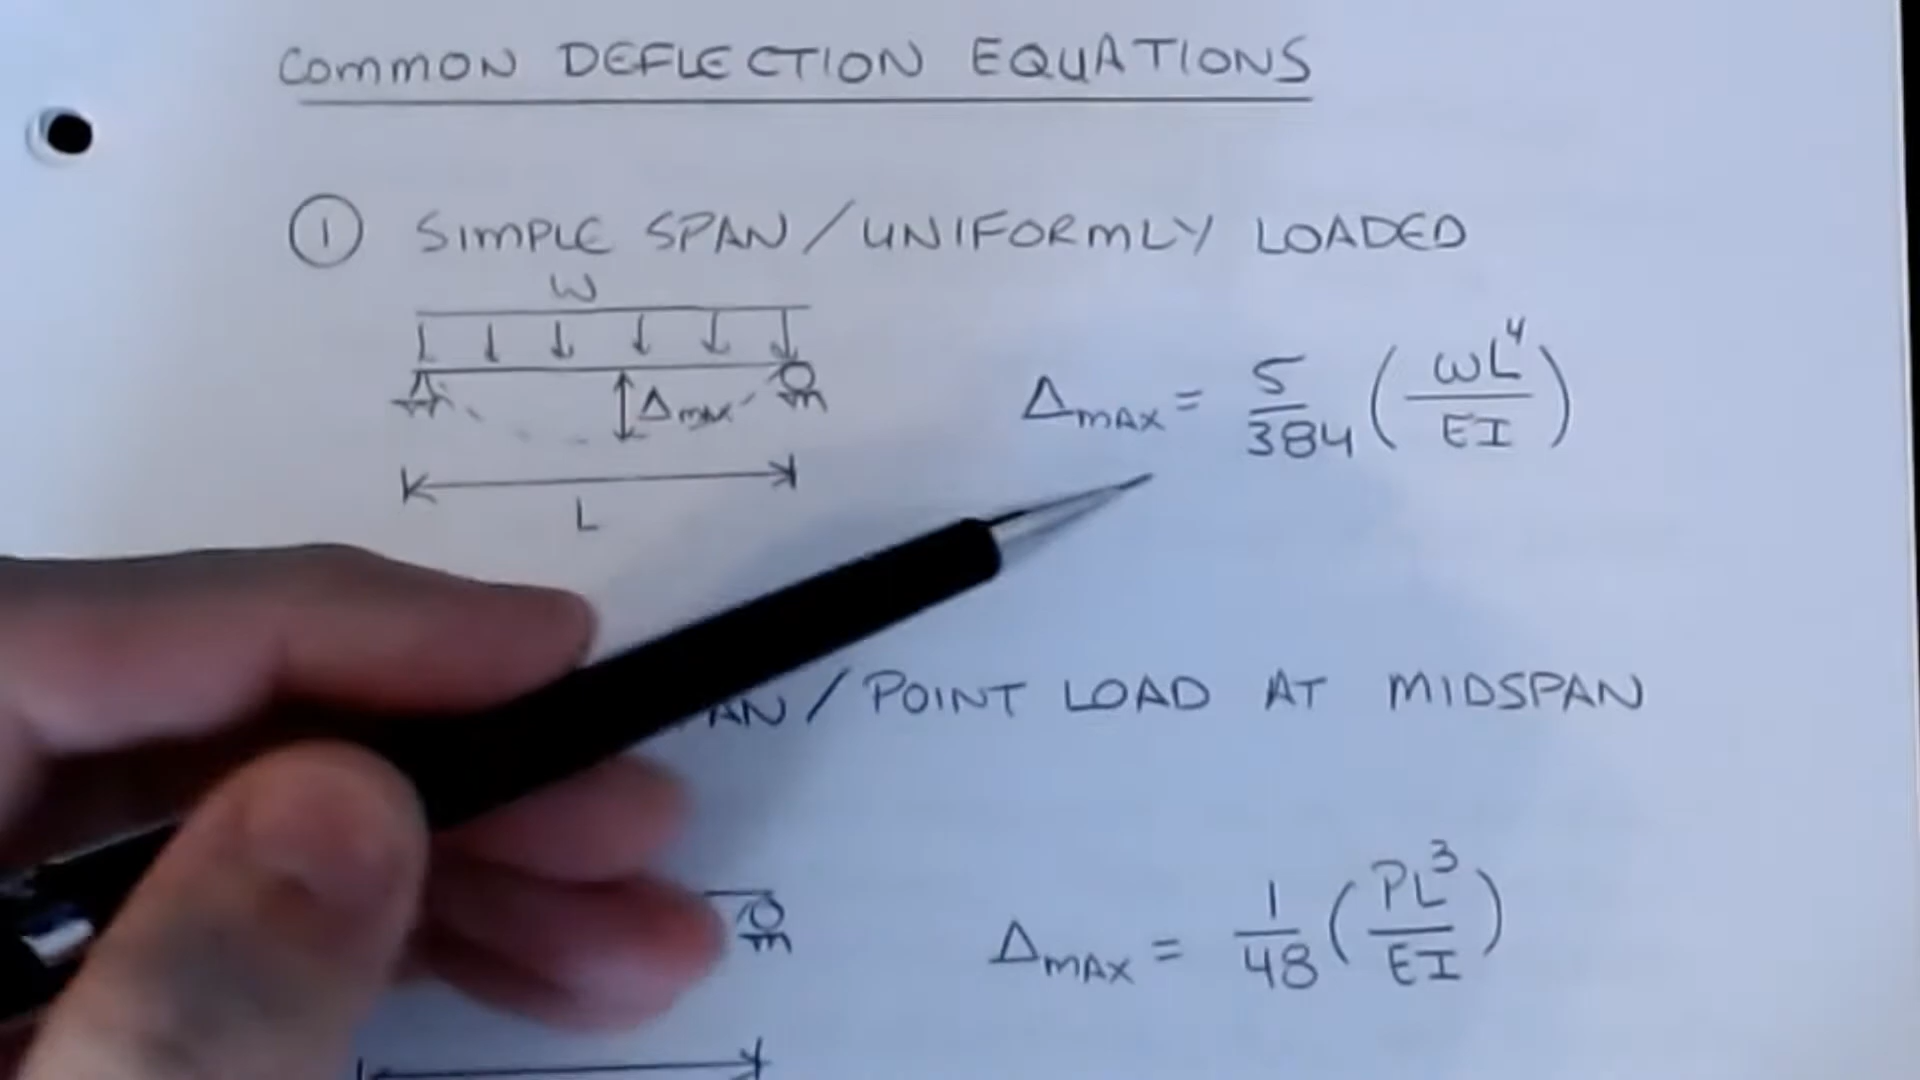 COMMON DEFLECTION EQUATIONS
① SIMPLE SPAN/UNIFORMLY LOADED
W
Δmax
L
ΔMAX = 5/384 (ωL⁴/EI)
/POINT LOAD AT MIDSPAN
ΔMAX = 1/48 (PL³/EI)